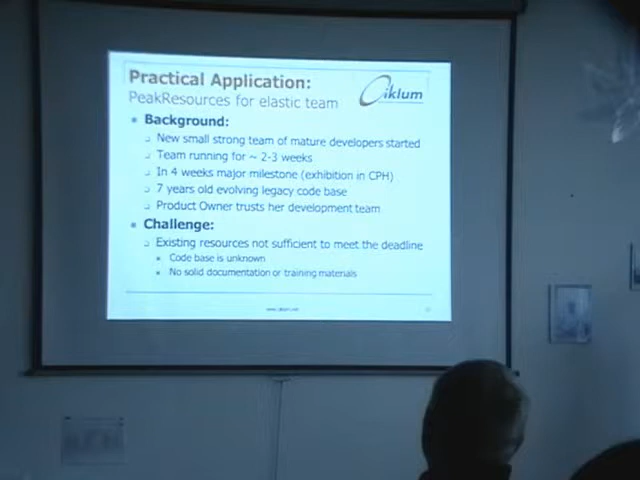 Practical Application:
PeakResources for elastic team
Ciklum
Background:
New small strong team of mature developers started
Team running for ~ 2-3 weeks
In 4 weeks major milestone (exhibition in CPH)
7 years old evolving legacy code base
Product Owner trusts her development team
Challenge:
Existing resources not sufficient to meet the deadline
Code base is unknown
No solid documentation or training materials
www.ciklum.net